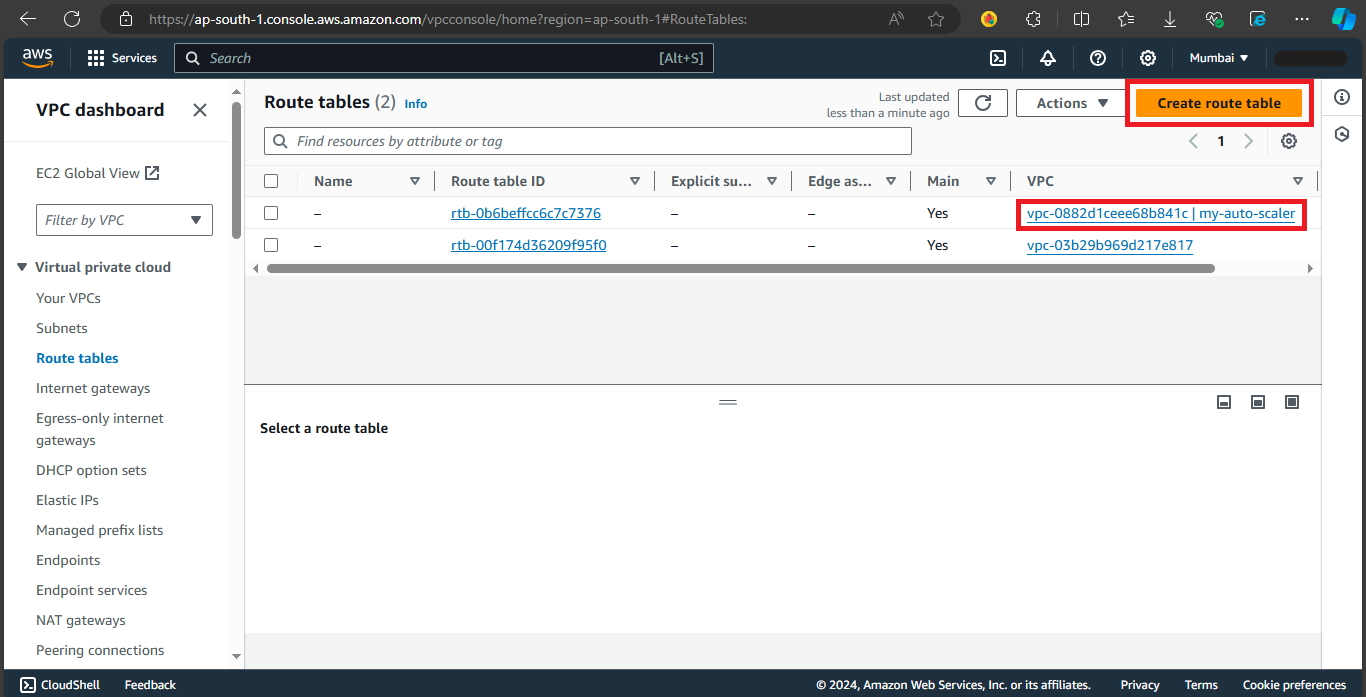 https://ap-south-1.console.aws.amazon.com/vpcconsole/home?region=ap-south-1#RouteTables:
aws Services Search [Alt+S] Mumbai
VPC dashboard
EC2 Global View
Filter by VPC
Virtual private cloud
Your VPCs
Subnets
Route tables
Internet gateways
Egress-only internet
gateways
DHCP option sets
Elastic IPs
Managed prefix lists
Endpoints
Endpoint services
NAT gateways
Peering connections
Route tables (2) Info
Last updated
less than a minute ago
Actions
Create route table
Find resources by attribute or tag
1
Name Route table ID Explicit su... Edge as... Main VPC
– rtb-0b6beffcc6c7c7376 – – Yes vpc-0882d1ceee68b841c | my-auto-scaler
– rtb-00f174d36209f95f0 – – Yes vpc-03b29b969d217e817
Select a route table
CloudShell Feedback © 2024, Amazon Web Services, Inc. or its affiliates. Privacy Terms Cookie preferences